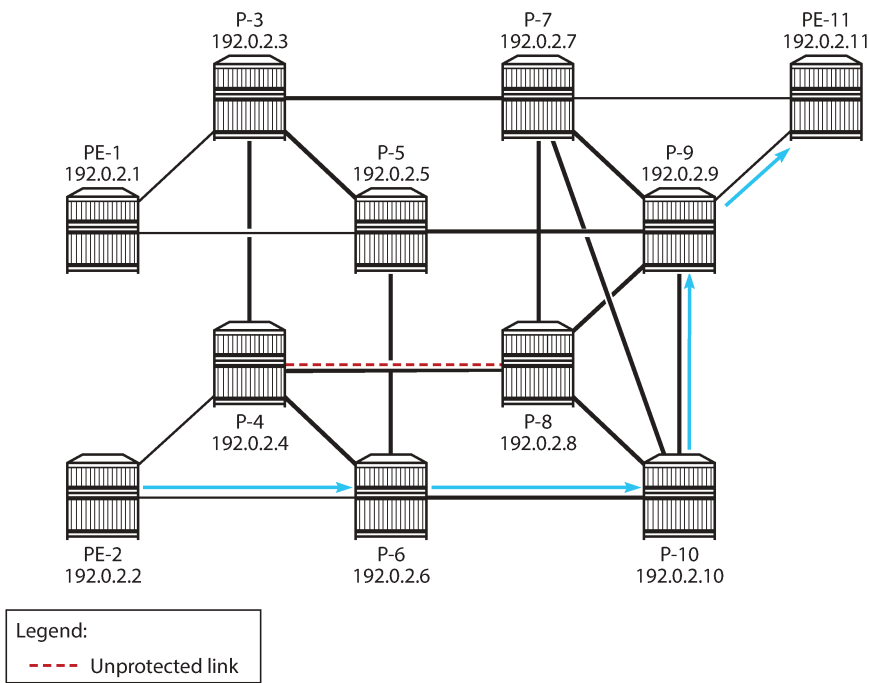 P-3
192.0.2.3
P-7
192.0.2.7
PE-11
192.0.2.11
PE-1
192.0.2.1
P-5
192.0.2.5
P-9
192.0.2.9
P-4
192.0.2.4
P-8
192.0.2.8
PE-2
192.0.2.2
P-6
192.0.2.6
P-10
192.0.2.10
Legend:
Unprotected link